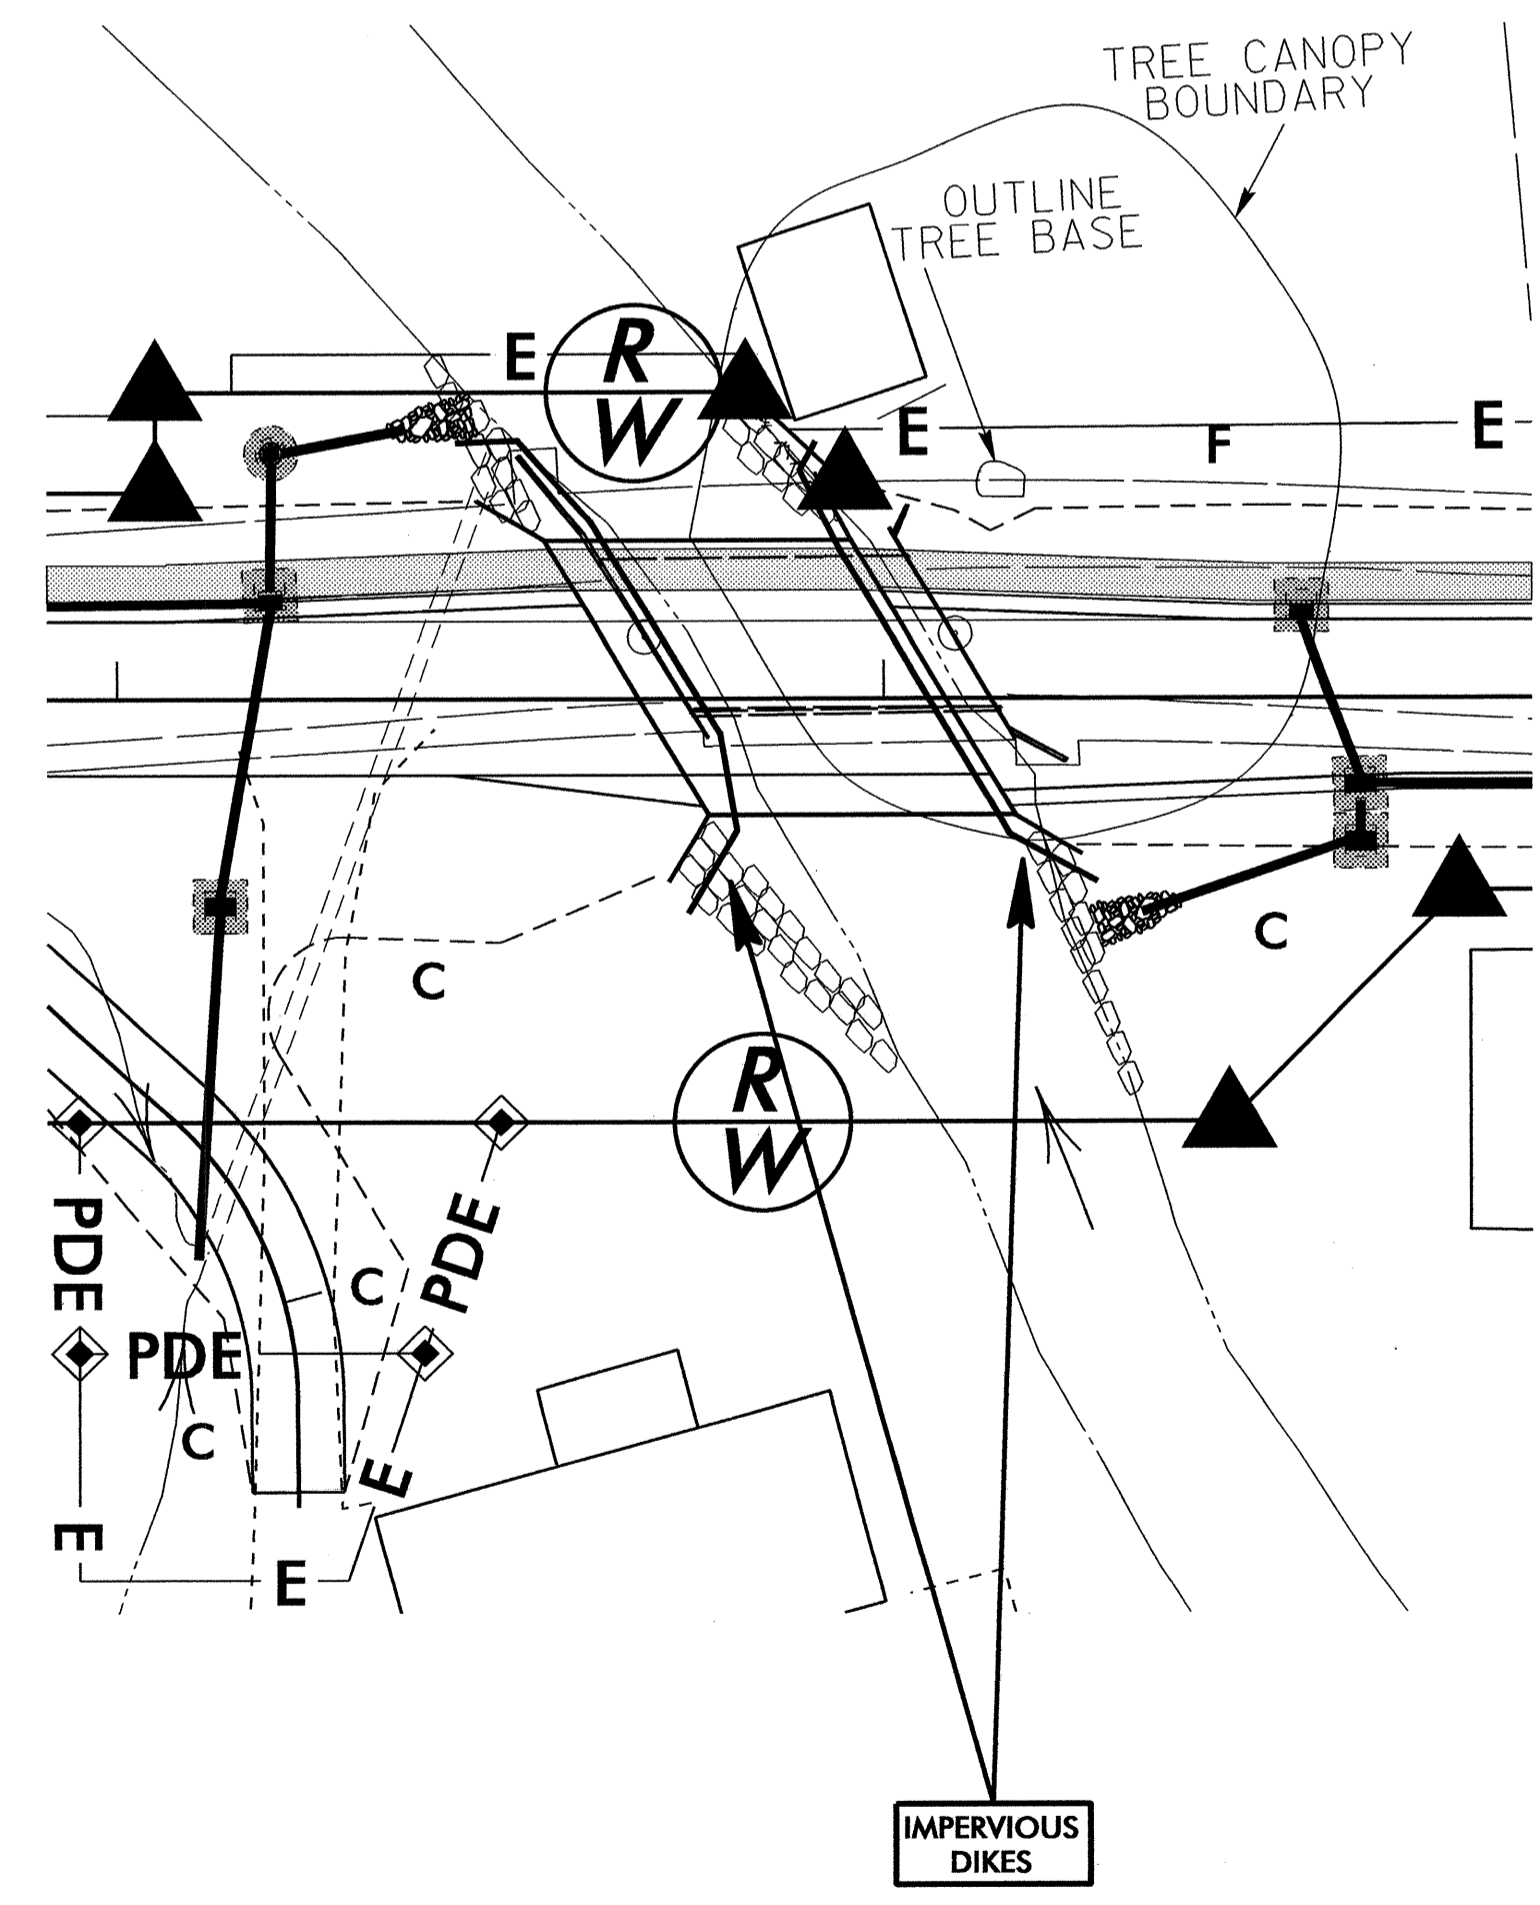 TREE CANOPY
BOUNDARY
OUTLINE
TREE BASE
E
R
W
E
F
E
C
C
R
W
PDE
PDE
C
PDE
C
E
E
E
IMPERVIOUS
DIKES